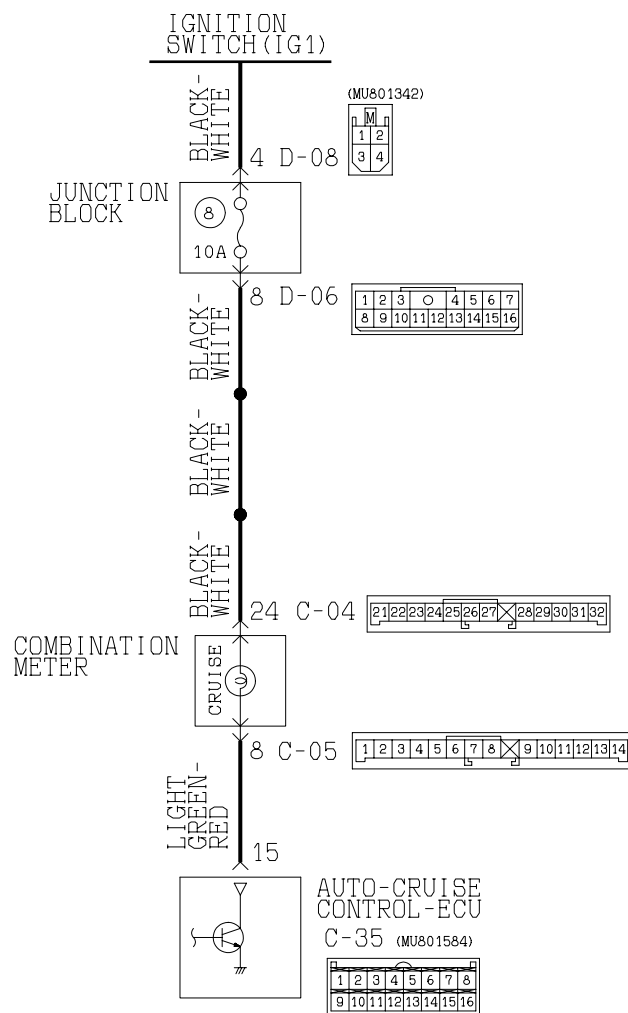 IGNITION
SWITCH(IG1)
BLACK-
WHITE
(MU801342)
M
1 2
3 4
4 D-08
JUNCTION
BLOCK
8
10A
8 D-06
1 2 3 4 5 6 7
8 9 10 11 12 13 14 15 16
BLACK-
WHITE
BLACK-
WHITE
BLACK-
WHITE
24 C-04
21 22 23 24 25 26 27 28 29 30 31 32
COMBINATION
METER
CRUISE
8 C-05
1 2 3 4 5 6 7 8 9 10 11 12 13 14
LIGHT
GREEN-
RED
15
AUTO-CRUISE
CONTROL-ECU
C-35 (MU801584)
1 2 3 4 5 6 7 8
9 10 11 12 13 14 15 16